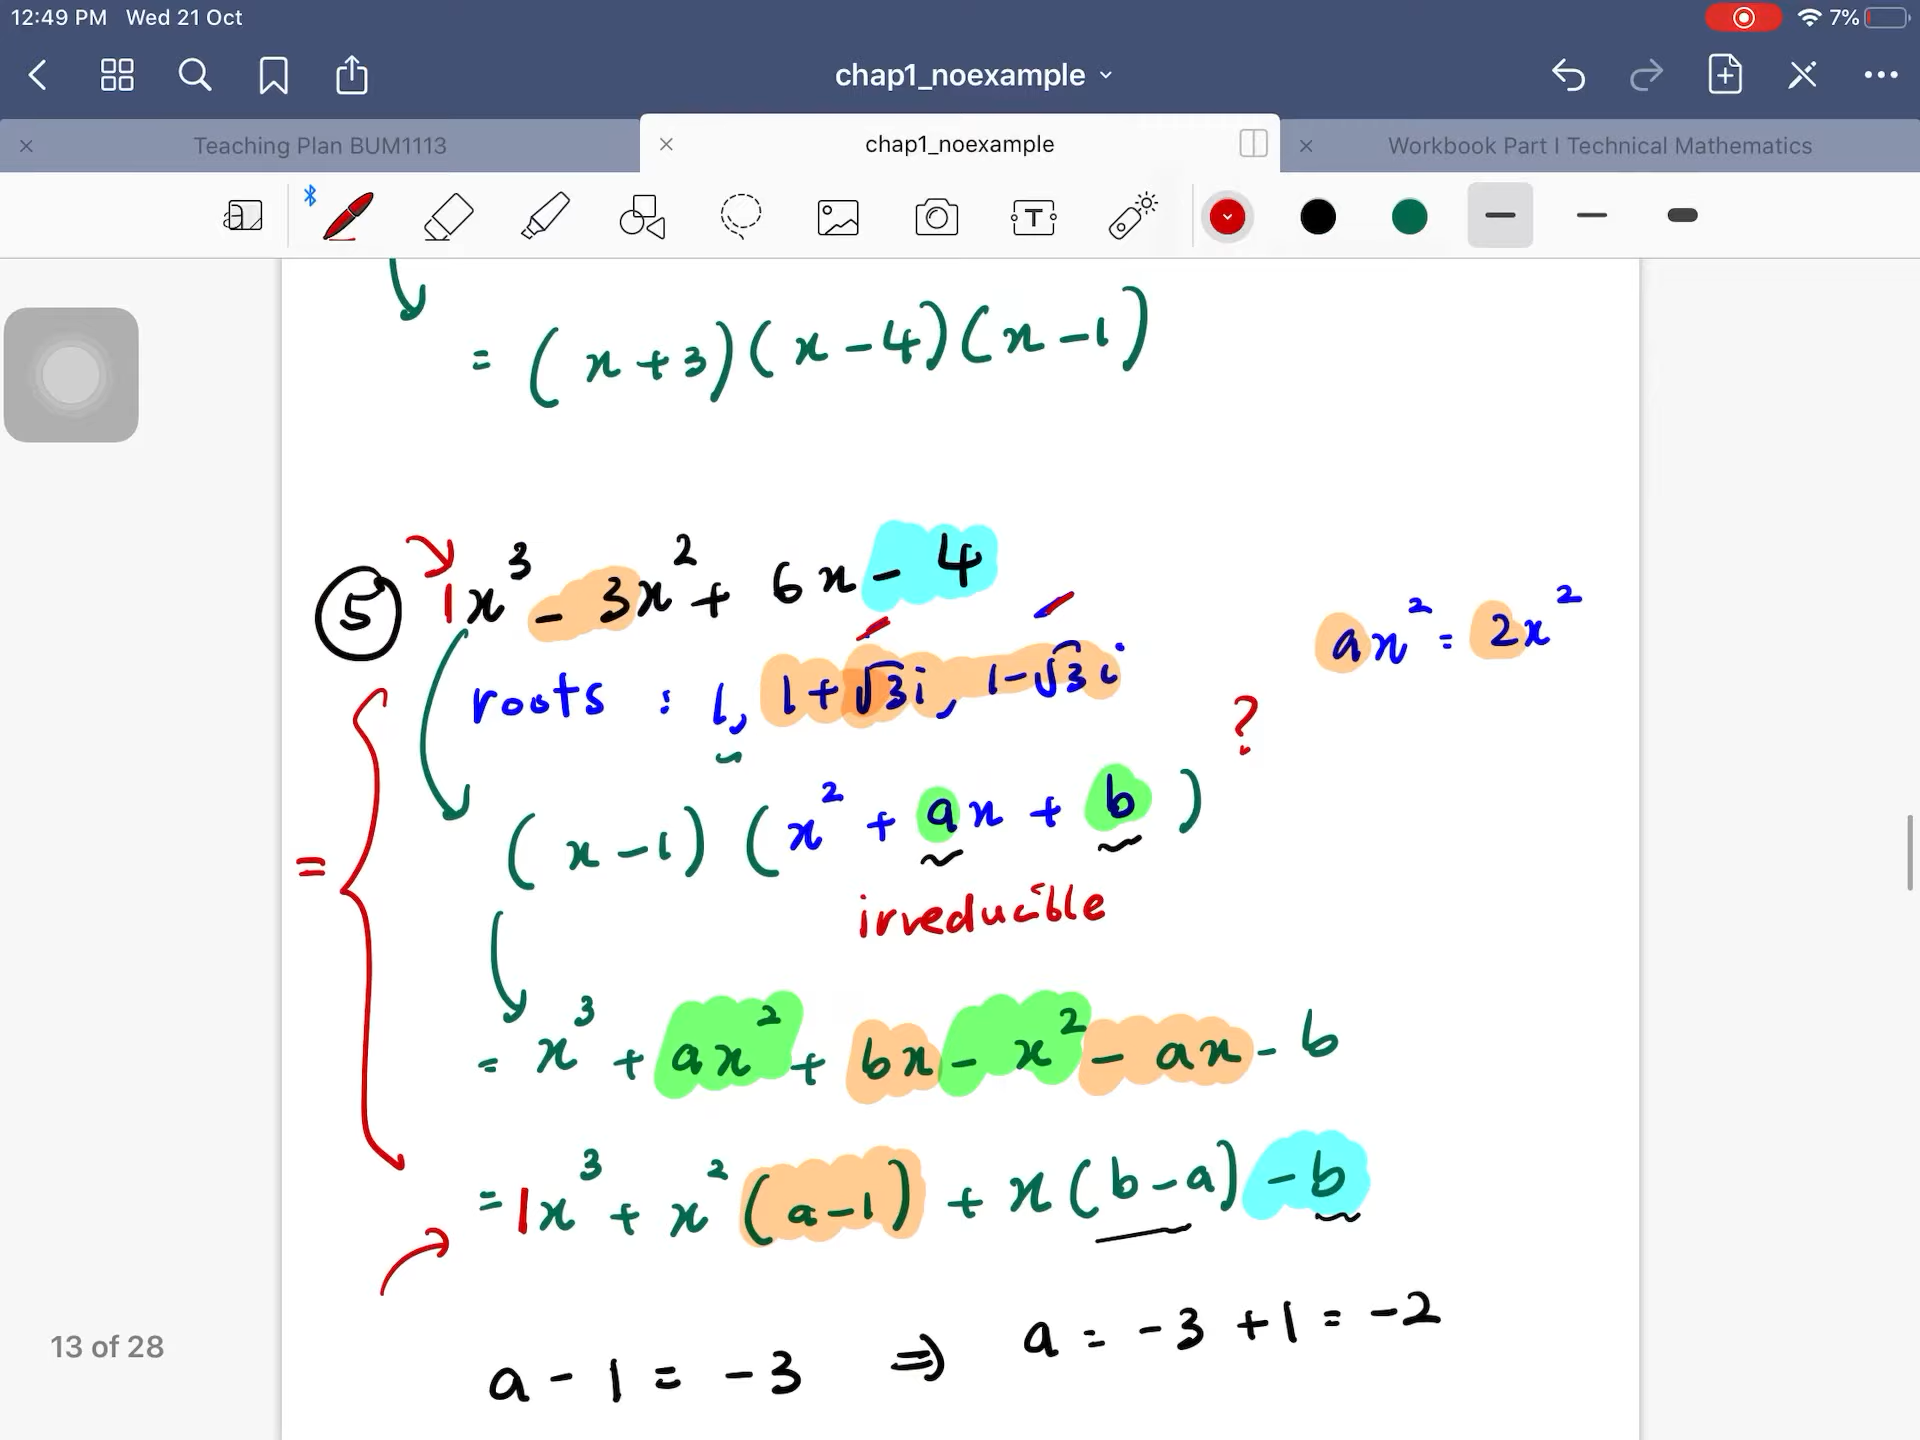 12:49 PM Wed 21 Oct 7%
chap1_noexample
Teaching Plan BUM1113 chap1_noexample Workbook Part I Technical Mathematics
= (x+3)(x-4)(x-1)
5 1x³ - 3x² + 6x - 4
ax² = 2x²
roots : 1, 1+√3i, 1-√3i
?
(x-1)(x² + ax + b)
=
irreducible
= x³ + ax² + bx - x² - ax - b
= 1x³ + x²(a-1) + x(b-a) - b
a - 1 = -3 ⇒ a = -3 + 1 = -2
13 of 28